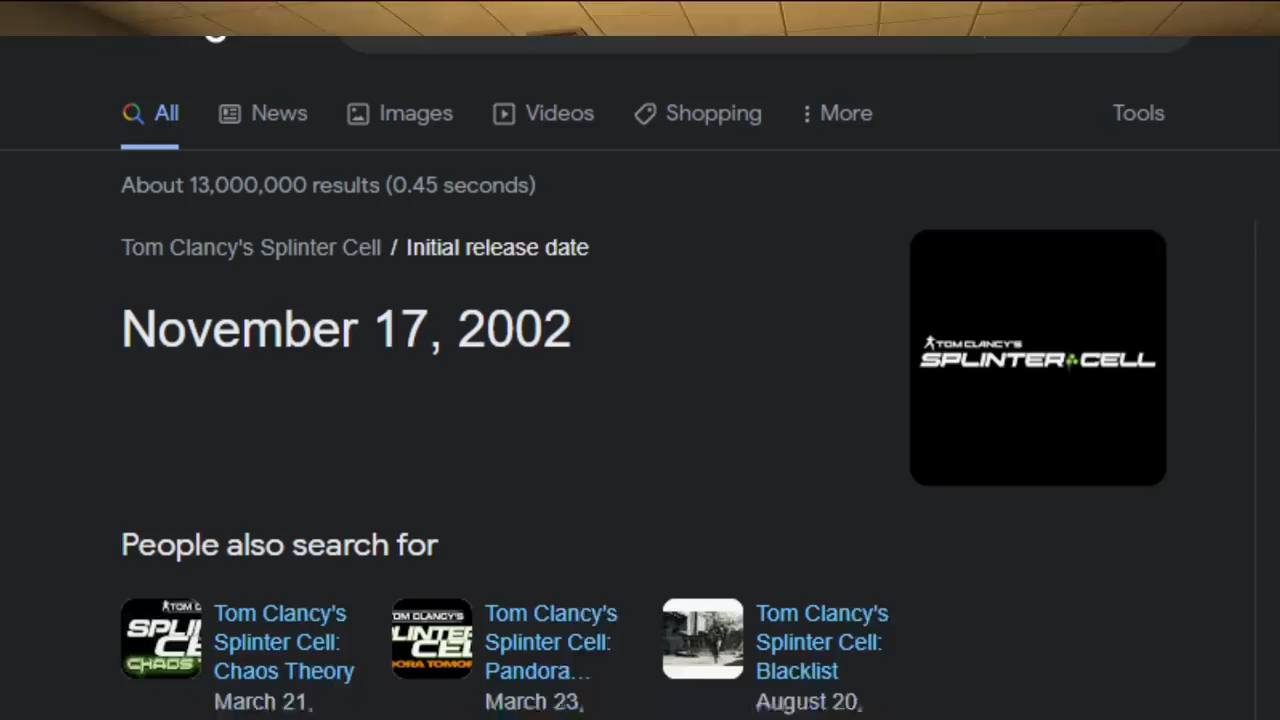 All News Images Videos Shopping More Tools
About 13,000,000 results (0.45 seconds)
Tom Clancy's Splinter Cell / Initial release date
November 17, 2002
TOM CLANCY'S
SPLINTER CELL
People also search for
Tom Clancy's
Splinter Cell:
Chaos Theory
March 21,
Tom Clancy's
Splinter Cell:
Pandora...
March 23,
Tom Clancy's
Splinter Cell:
Blacklist
August 20,